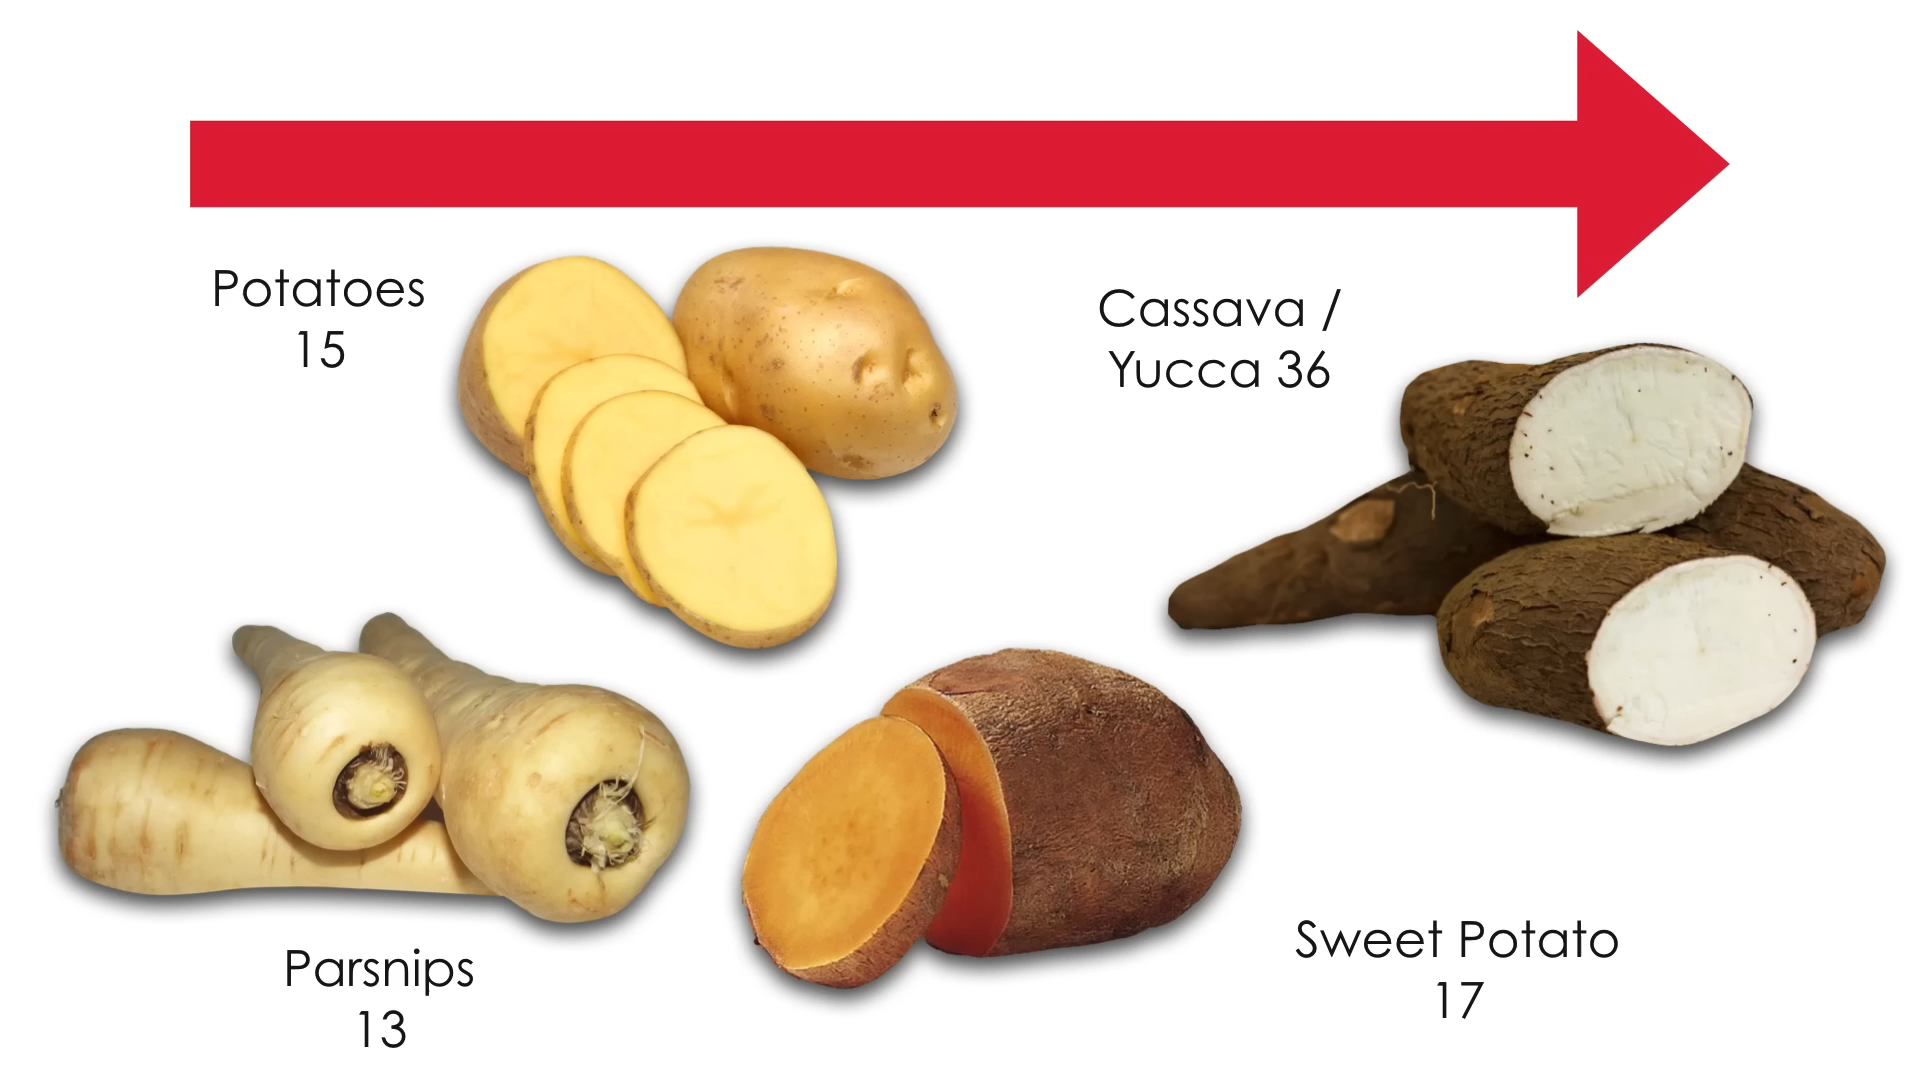 Potatoes
15
Cassava /
Yucca 36
Parsnips
13
Sweet Potato
17